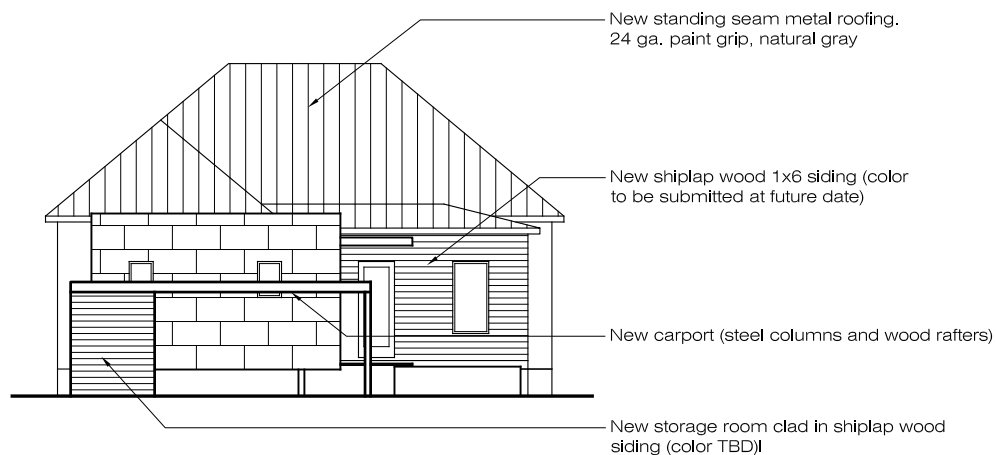 New standing seam metal roofing.
24 ga. paint grip, natural gray
New shiplap wood 1x6 siding (color
to be submitted at future date)
New carport (steel columns and wood rafters)
New storage room clad in shiplap wood
siding (color TBD)l